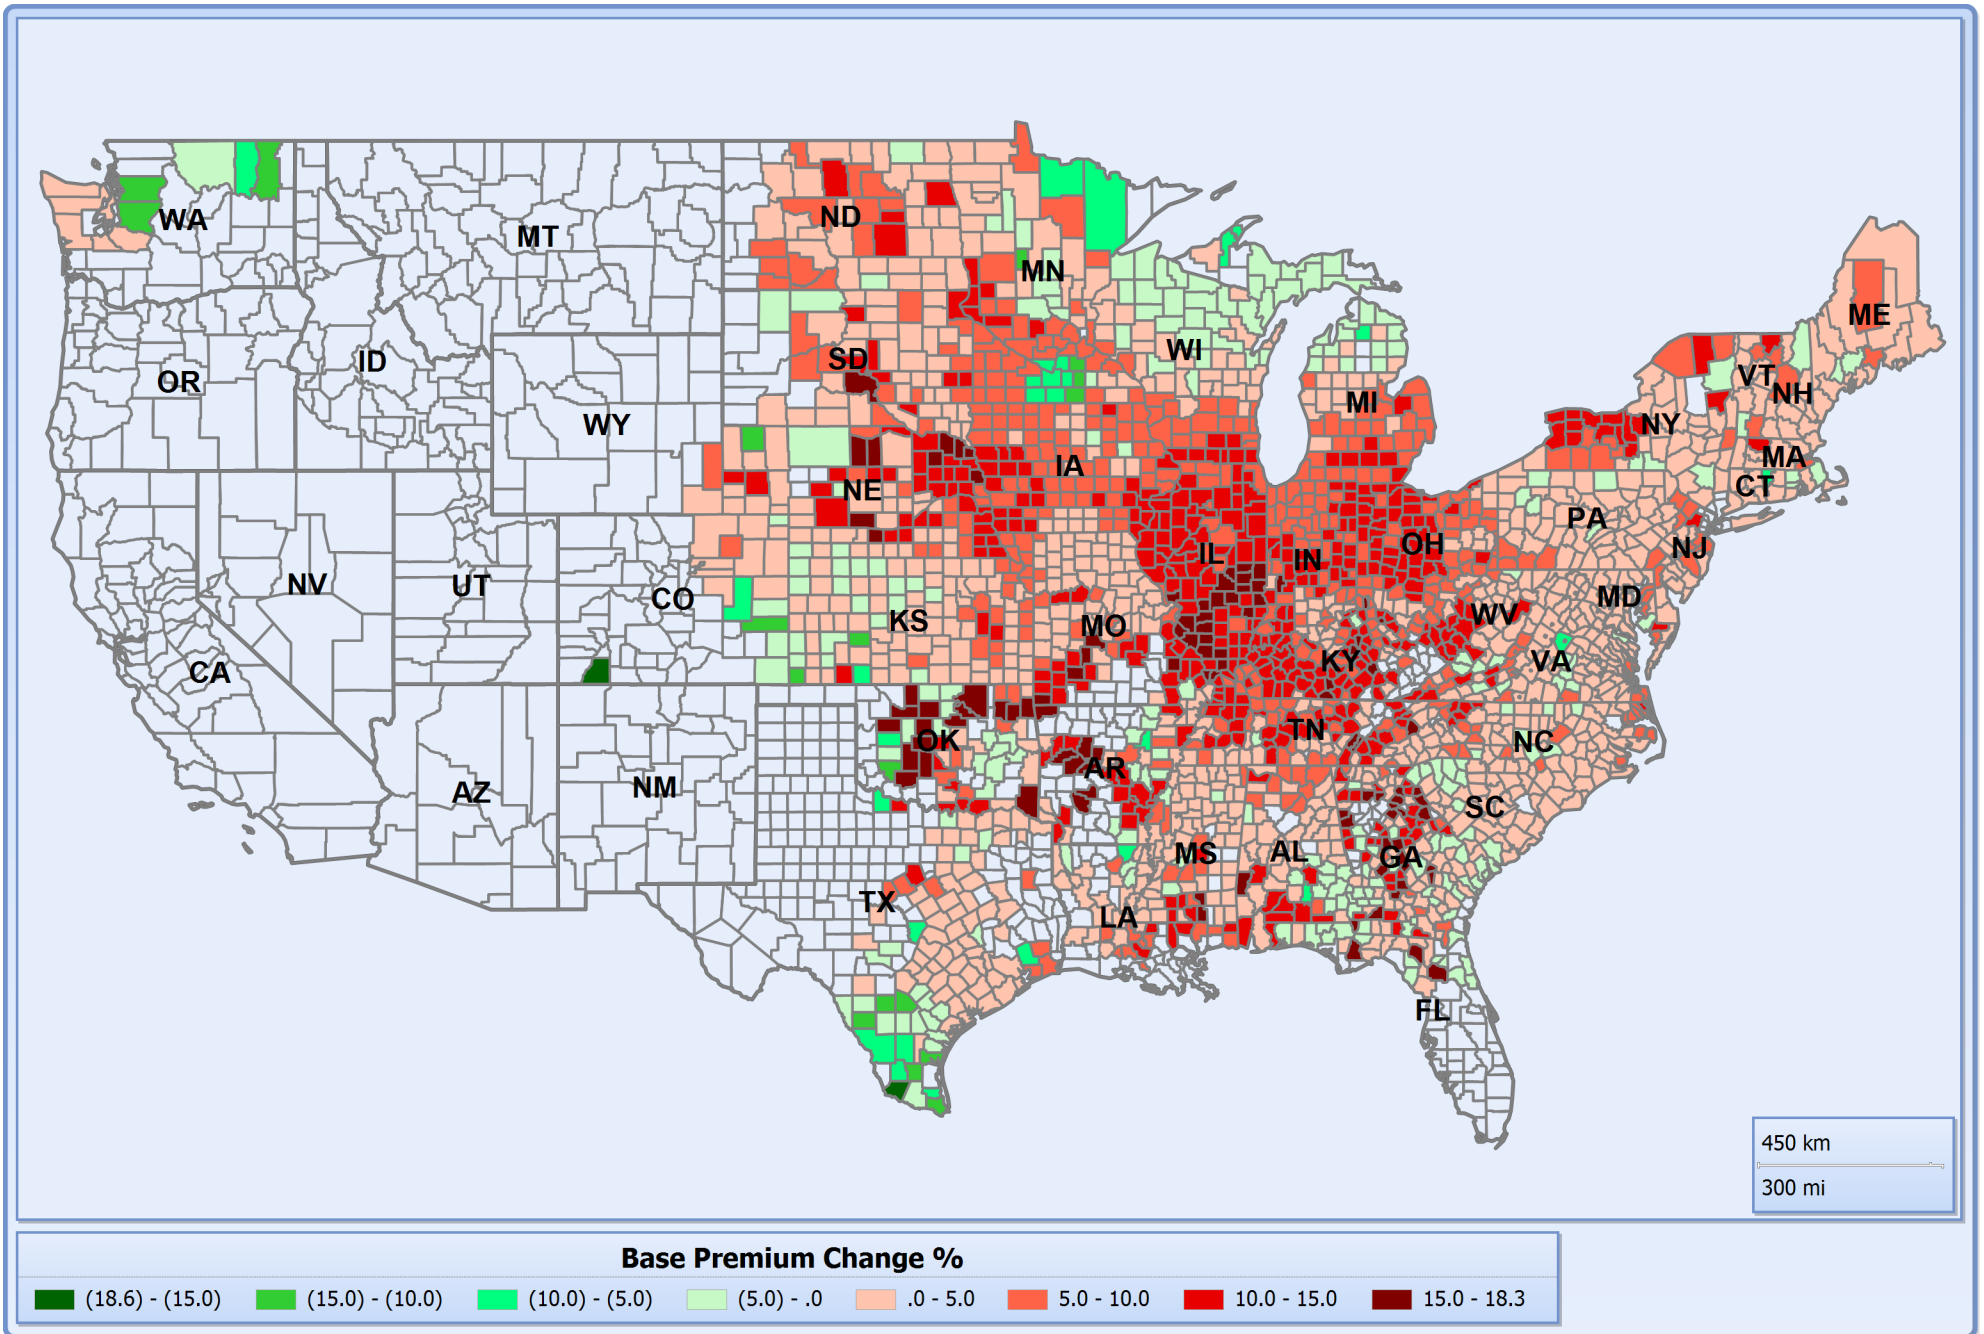 WA
MT
ND
MN
ME
OR
ID
SD
WI
WY
MI
VT
NH
NY
NE
IA
MA
CT
PA
NV
UT
CO
IL
IN
OH
NJ
KS
MO
WV
MD
CA
KY
VA
AZ
NM
OK
AR
TN
NC
SC
TX
LA
MS
AL
GA
FL
450 km
300 mi
Base Premium Change %
(18.6) - (15.0) (15.0) - (10.0) (10.0) - (5.0) (5.0) - .0 .0 - 5.0 5.0 - 10.0 10.0 - 15.0 15.0 - 18.3